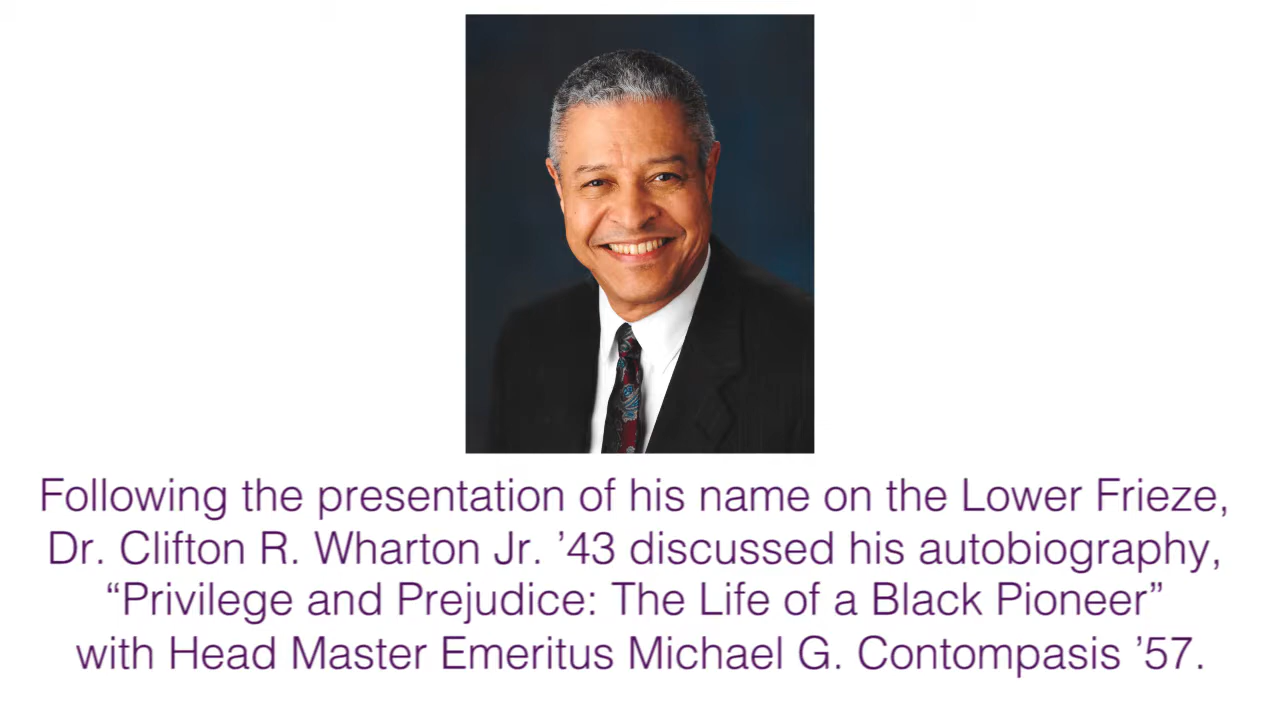 Following the presentation of his name on the Lower Frieze,
Dr. Clifton R. Wharton Jr. ’43 discussed his autobiography,
“Privilege and Prejudice: The Life of a Black Pioneer”
with Head Master Emeritus Michael G. Contompasis ’57.